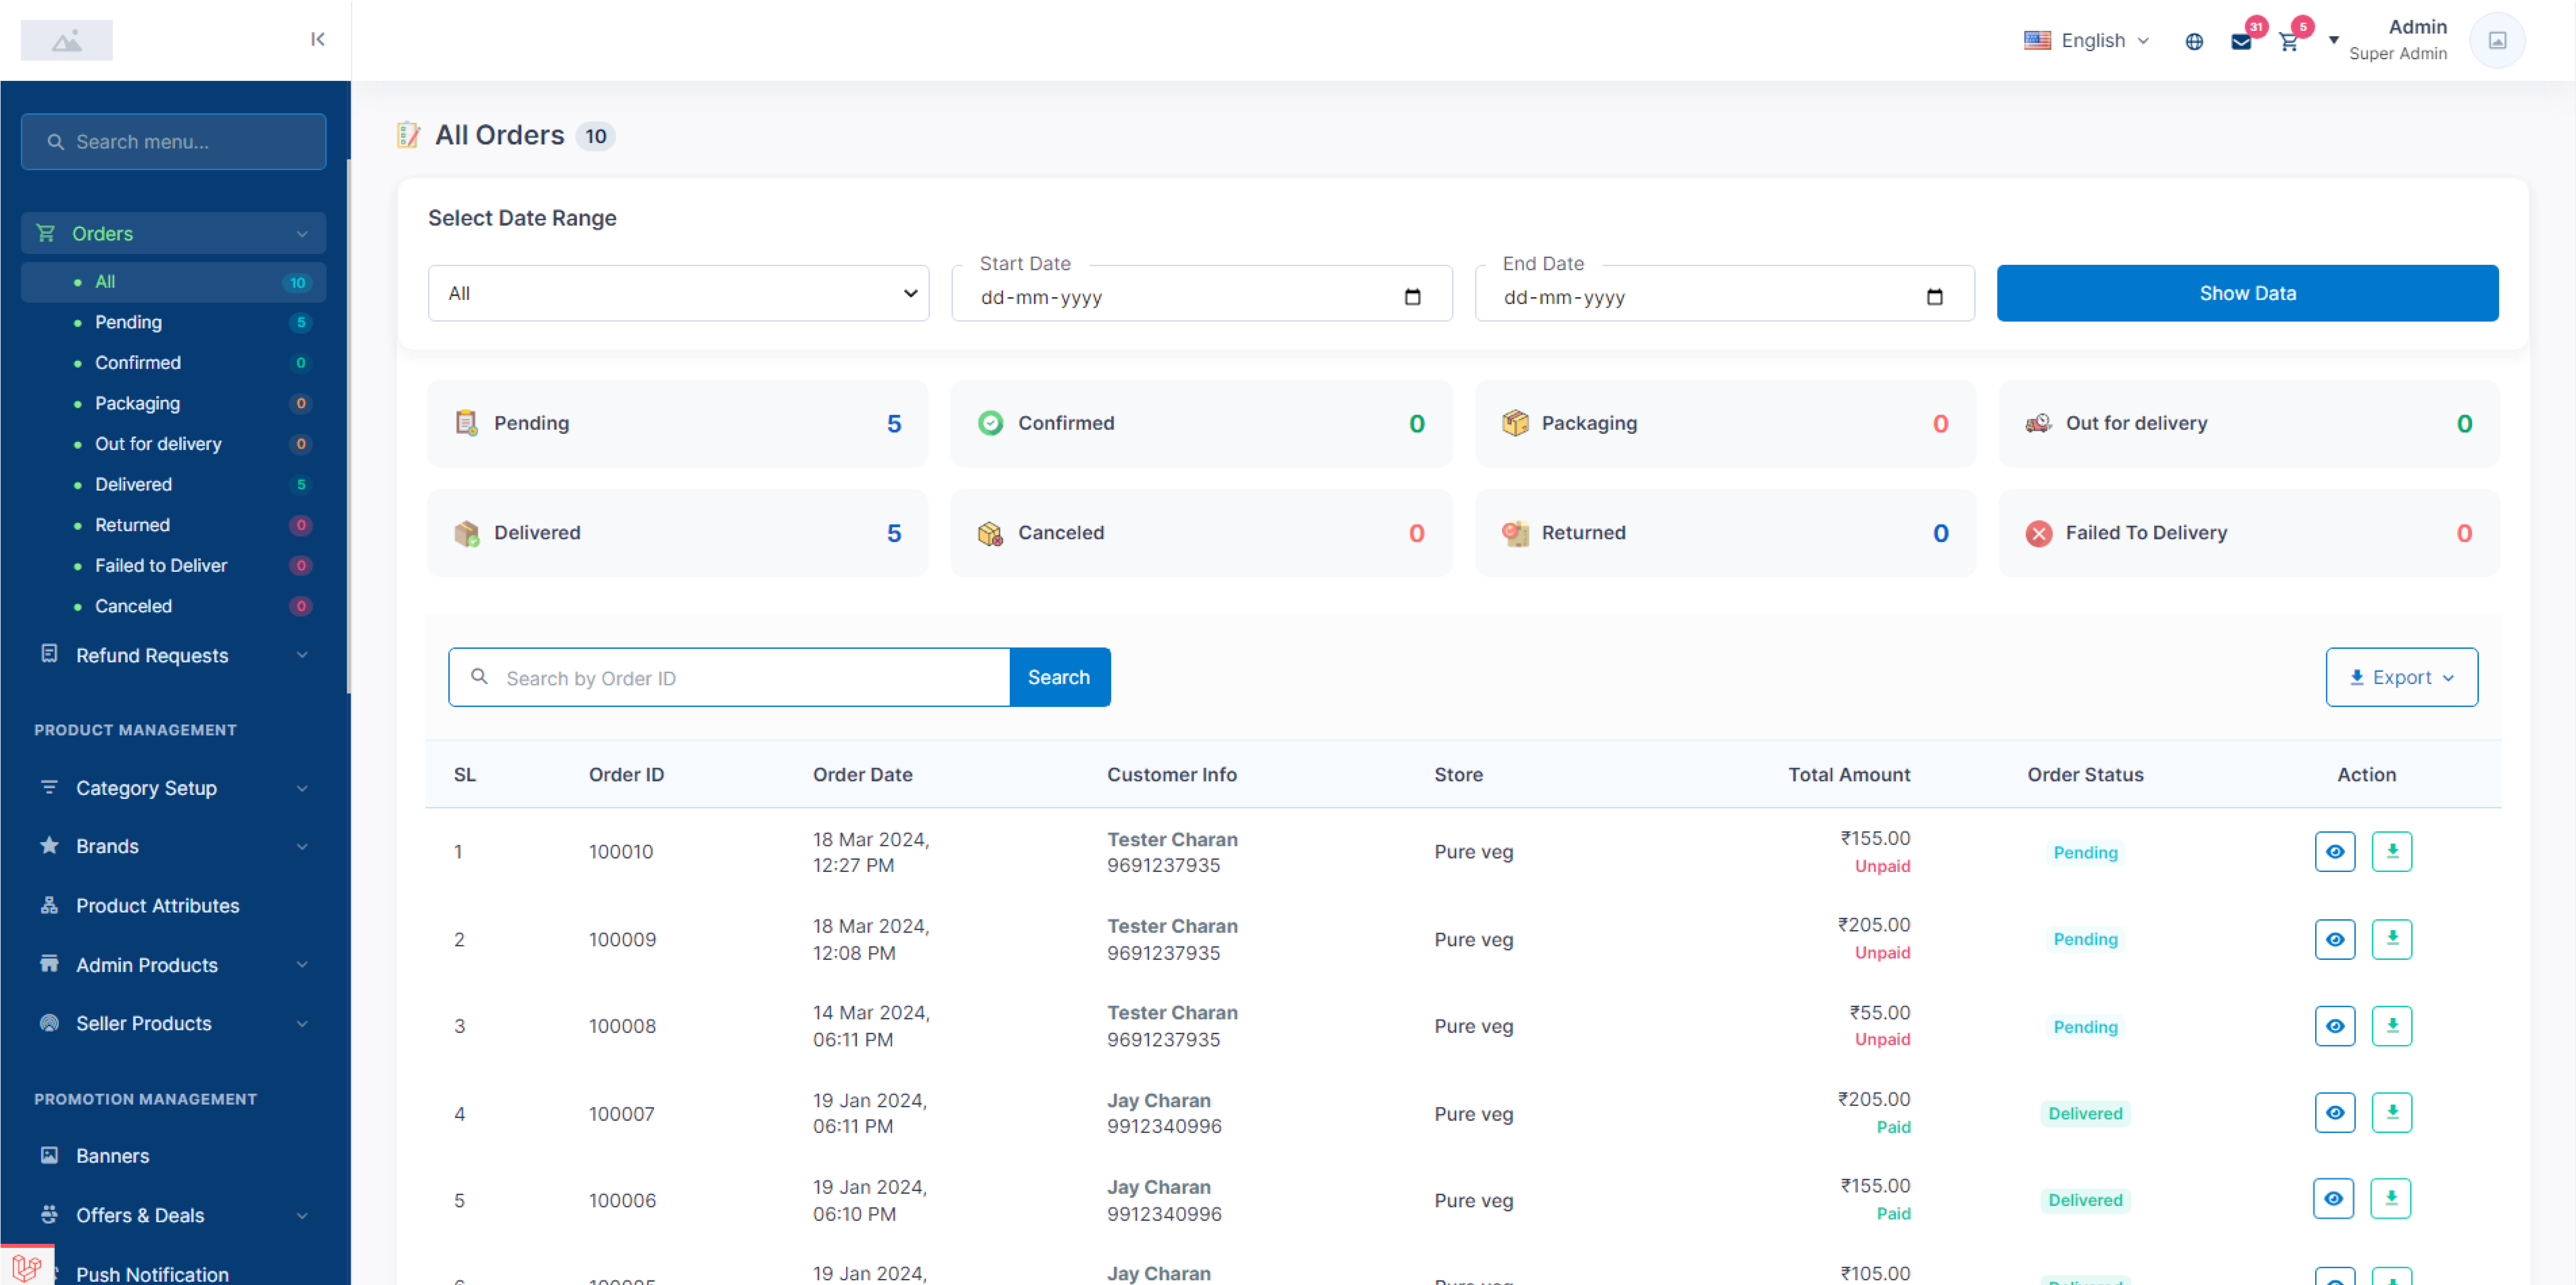 English
31
5
Admin
Super Admin
Search menu...
Orders
All 10
Pending 5
Confirmed 0
Packaging 0
Out for delivery 0
Delivered 5
Returned 0
Failed to Deliver 0
Canceled 0
Refund Requests
PRODUCT MANAGEMENT
Category Setup
Brands
Product Attributes
Admin Products
Seller Products
PROMOTION MANAGEMENT
Banners
Offers & Deals
Push Notification
All Orders 10
Select Date Range
All
Start Date
dd-mm-yyyy
End Date
dd-mm-yyyy
Show Data
Pending 5
Confirmed 0
Packaging 0
Out for delivery 0
Delivered 5
Canceled 0
Returned 0
Failed To Delivery 0
Search by Order ID
Search
Export
SL Order ID Order Date Customer Info Store Total Amount Order Status Action
1 100010 18 Mar 2024, 12:27 PM Tester Charan 9691237935 Pure veg ₹155.00 Unpaid Pending
2 100009 18 Mar 2024, 12:08 PM Tester Charan 9691237935 Pure veg ₹205.00 Unpaid Pending
3 100008 14 Mar 2024, 06:11 PM Tester Charan 9691237935 Pure veg ₹55.00 Unpaid Pending
4 100007 19 Jan 2024, 06:11 PM Jay Charan 9912340996 Pure veg ₹205.00 Paid Delivered
5 100006 19 Jan 2024, 06:10 PM Jay Charan 9912340996 Pure veg ₹155.00 Paid Delivered
19 Jan 2024, Jay Charan ₹105.00